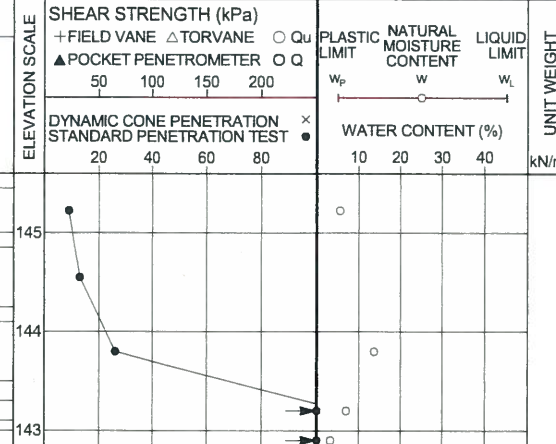 ELEVATION SCALE
SHEAR STRENGTH (kPa)
+FIELD VANE △TORVANE ○ Qu
▲POCKET PENETROMETER O Q
50 100 150 200
DYNAMIC CONE PENETRATION ×
STANDARD PENETRATION TEST ●
20 40 60 80
PLASTIC LIMIT
NATURAL MOISTURE CONTENT
LIQUID LIMIT
WP W WL
WATER CONTENT (%)
10 20 30 40
UNIT WEIGHT
145
144
143